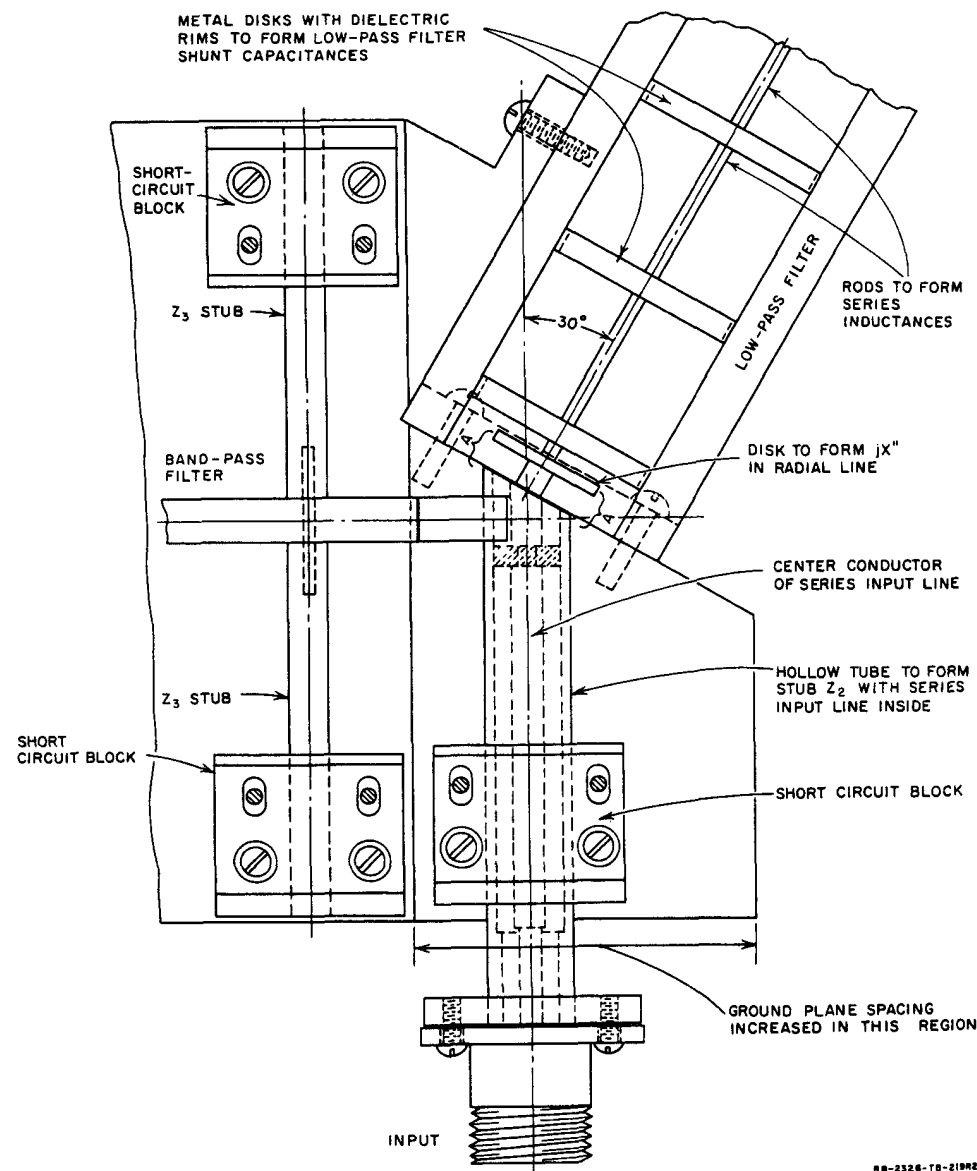 METAL DISKS WITH DIELECTRIC
RIMS TO FORM LOW-PASS FILTER
SHUNT CAPACITANCES
SHORT-
CIRCUIT
BLOCK
Z3 STUB
RODS TO FORM
SERIES
INDUCTANCES
LOW-PASS FILTER
30°
BAND-PASS
FILTER
A
A
DISK TO FORM jX"
IN RADIAL LINE
CENTER CONDUCTOR
OF SERIES INPUT LINE
HOLLOW TUBE TO FORM
STUB Z2 WITH SERIES
INPUT LINE INSIDE
Z3 STUB
SHORT
CIRCUIT BLOCK
SHORT CIRCUIT BLOCK
GROUND PLANE SPACING
INCREASED IN THIS REGION
INPUT